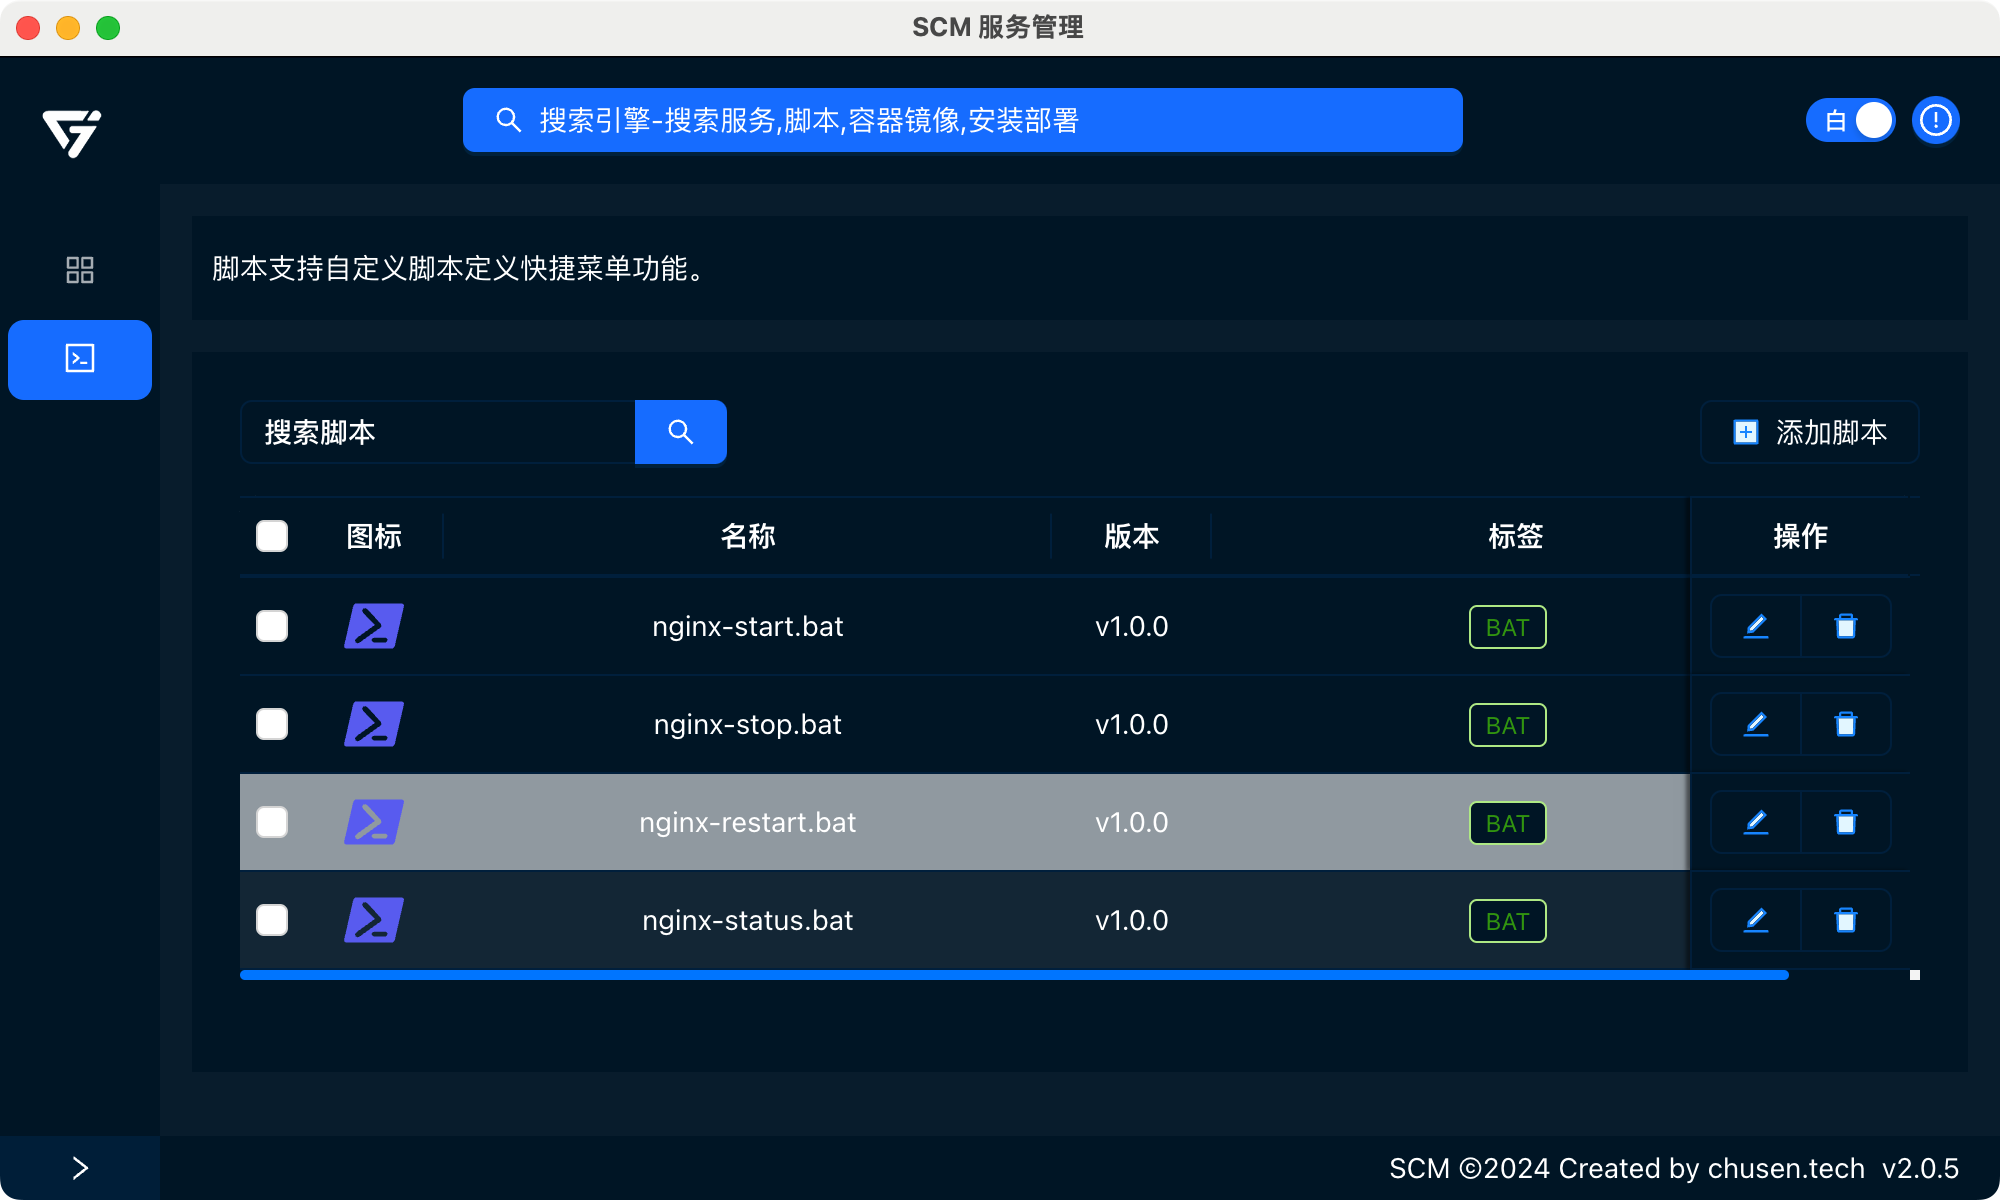 SCM 服务管理
搜索引擎-搜索服务,脚本,容器镜像,安装部署
白
脚本支持自定义脚本定义快捷菜单功能。
搜索脚本
添加脚本
图标 名称 版本 标签 操作
nginx-start.bat v1.0.0 BAT
nginx-stop.bat v1.0.0 BAT
nginx-restart.bat v1.0.0 BAT
nginx-status.bat v1.0.0 BAT
SCM ©2024 Created by chusen.tech v2.0.5